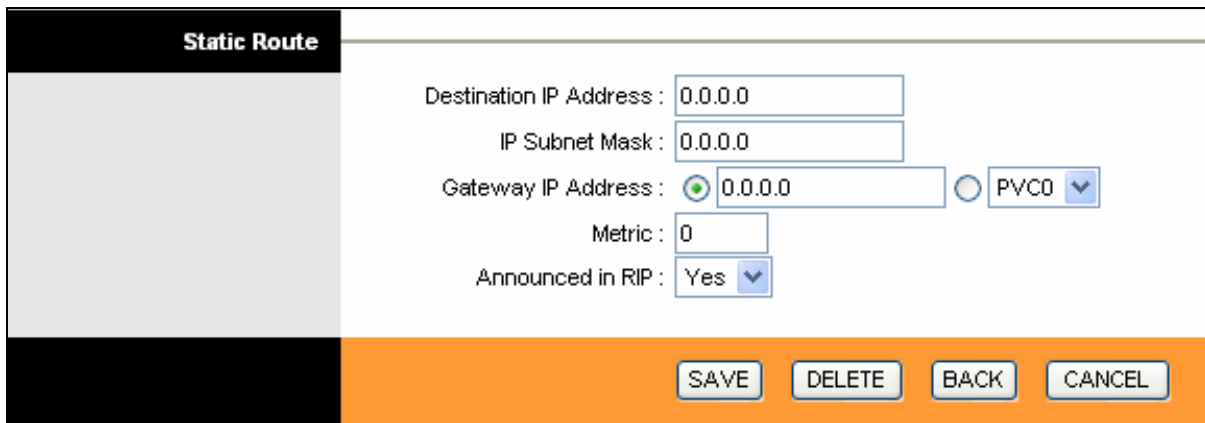 Static Route
Destination IP Address : 0.0.0.0
IP Subnet Mask : 0.0.0.0
Gateway IP Address : 0.0.0.0 PVC0
Metric : 0
Announced in RIP : Yes
SAVE DELETE BACK CANCEL